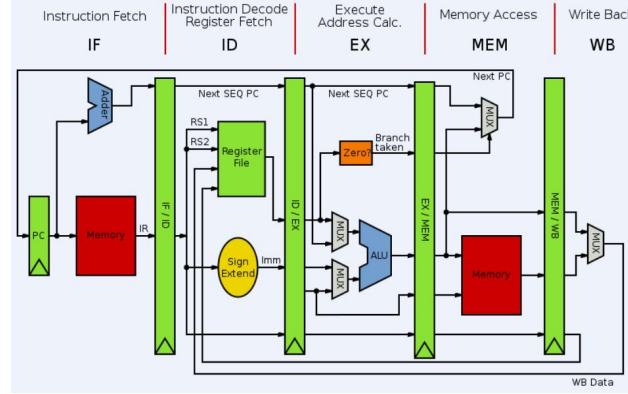 Instruction Fetch
IF
Instruction Decode
Register Fetch
ID
Execute
Address Calc.
EX
Memory Access
MEM
Write Bac
WB
Next PC
Adder
Next SEQ PC
Next SEQ PC
MUX
RS1
RS2
Register
File
Branch
taken
Zero?
PC
Memory
IR
IF / ID
ID / EX
EX / MEM
MEM / WB
MUX
MUX
ALU
MUX
Sign
Extend
Imm
Memory
WB Data